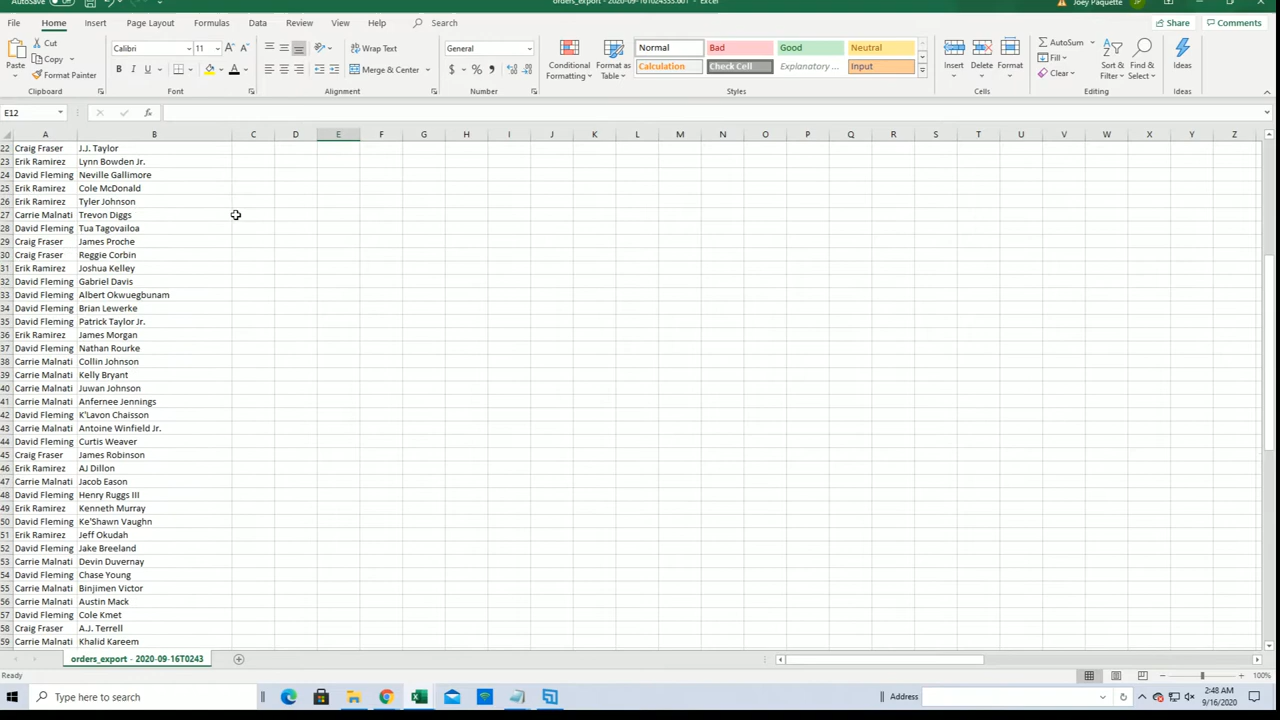 AutoSave Off
orders_export - 2020-09-16T024333.661 - Excel
Joey Paquette
File Home Insert Page Layout Formulas Data Review View Help Search
Share Comments
Paste
Cut
Copy
Format Painter
Calibri 11
B I U
Wrap Text
Merge & Center
General
$ % ,
Conditional Formatting
Format as Table
Normal Bad Good Neutral
Calculation Check Cell Explanatory ... Input
Insert Delete Format
AutoSum
Fill
Clear
Sort & Filter
Find & Select
Ideas
Clipboard Font Alignment Number Styles Cells Editing Ideas
E12 fx
A B C D E F G H I J K L M N O P Q R S T U V W X Y Z
22 Craig Fraser J.J. Taylor
23 Erik Ramirez Lynn Bowden Jr.
24 David Fleming Neville Gallimore
25 Erik Ramirez Cole McDonald
26 Erik Ramirez Tyler Johnson
27 Carrie Malnati Trevon Diggs
28 David Fleming Tua Tagovailoa
29 Craig Fraser James Proche
30 Craig Fraser Reggie Corbin
31 Erik Ramirez Joshua Kelley
32 David Fleming Gabriel Davis
33 David Fleming Albert Okwuegbunam
34 David Fleming Brian Lewerke
35 David Fleming Patrick Taylor Jr.
36 Erik Ramirez James Morgan
37 David Fleming Nathan Rourke
38 Carrie Malnati Collin Johnson
39 Carrie Malnati Kelly Bryant
40 Carrie Malnati Juwan Johnson
41 Carrie Malnati Anfernee Jennings
42 David Fleming K'Lavon Chaisson
43 Carrie Malnati Antoine Winfield Jr.
44 David Fleming Curtis Weaver
45 Craig Fraser James Robinson
46 Erik Ramirez AJ Dillon
47 Carrie Malnati Jacob Eason
48 David Fleming Henry Ruggs III
49 Erik Ramirez Kenneth Murray
50 David Fleming Ke'Shawn Vaughn
51 Erik Ramirez Jeff Okudah
52 David Fleming Jake Breeland
53 Carrie Malnati Devin Duvernay
54 David Fleming Chase Young
55 Carrie Malnati Binjimen Victor
56 Carrie Malnati Austin Mack
57 David Fleming Cole Kmet
58 Craig Fraser A.J. Terrell
59 Carrie Malnati Khalid Kareem
orders_export - 2020-09-16T0243
Ready
100%
Type here to search
Address
2:48 AM
9/16/2020